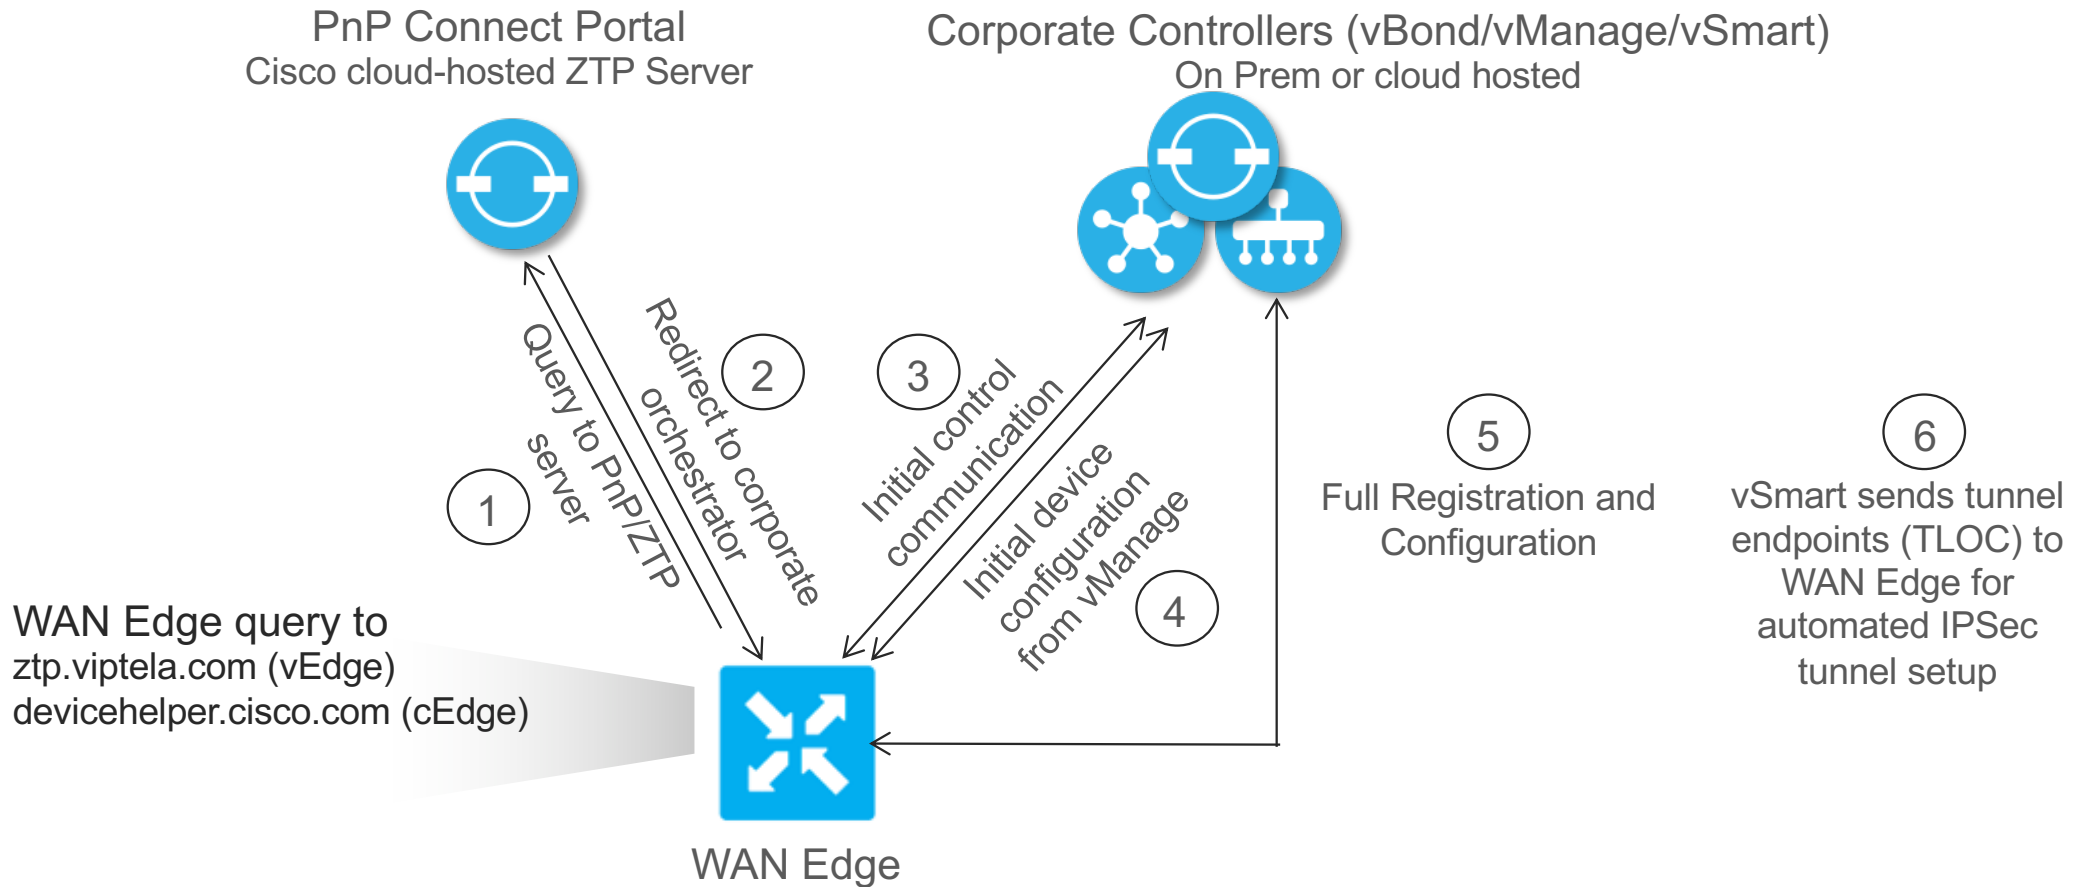 PnP Connect Portal
Cisco cloud-hosted ZTP Server
Corporate Controllers (vBond/vManage/vSmart)
On Prem or cloud hosted
1
Query to PnP/ZTP
server
2
Redirect to corporate
orchestrator
3
Initial control
communication
Initial device
configuration
from vManage
4
5
Full Registration and
Configuration
6
vSmart sends tunnel
endpoints (TLOC) to
WAN Edge for
automated IPSec
tunnel setup
WAN Edge query to
ztp.viptela.com (vEdge)
devicehelper.cisco.com (cEdge)
WAN Edge